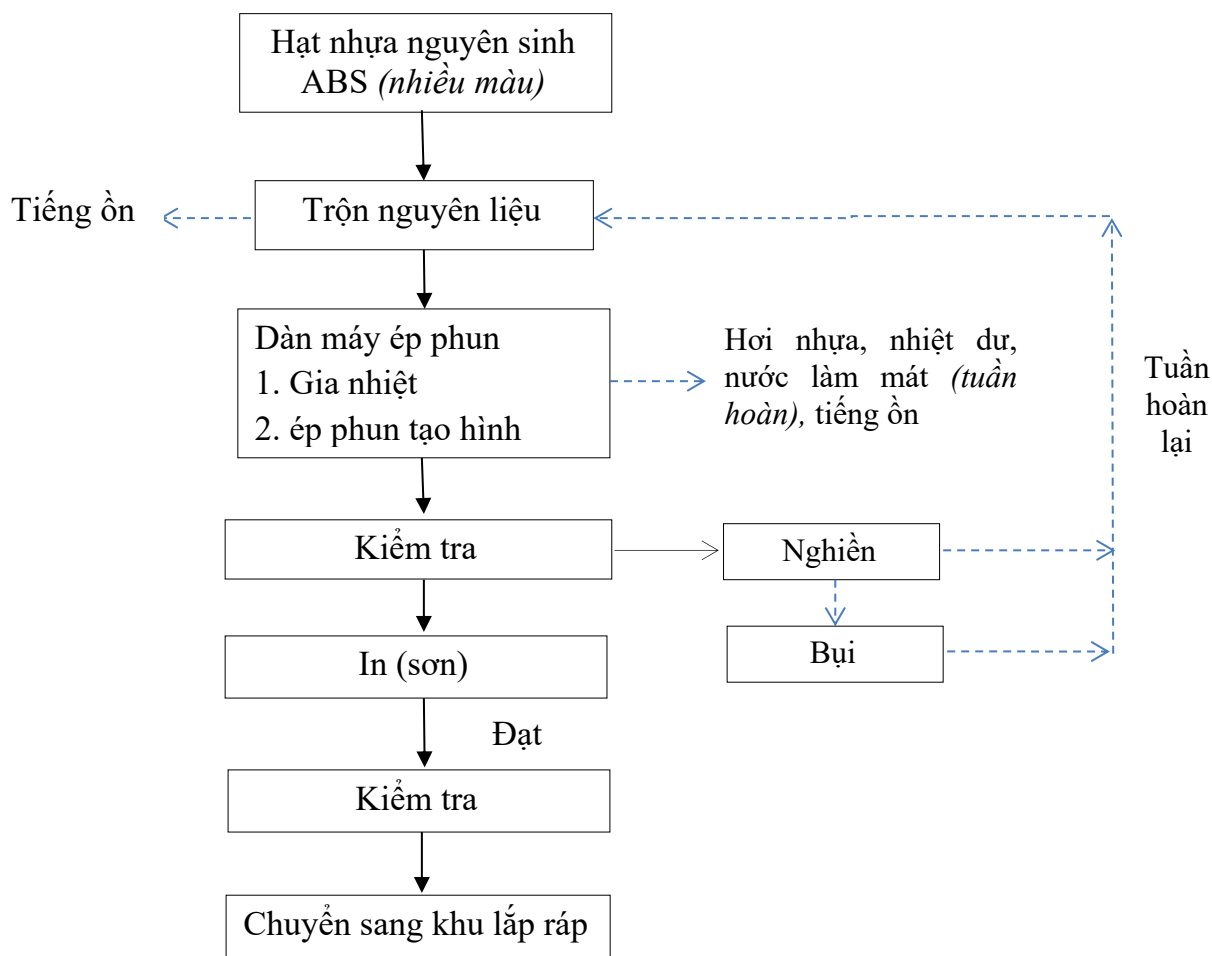 Hạt nhựa nguyên sinh
ABS (nhiều màu)
Tiếng ồn
Trộn nguyên liệu
Dàn máy ép phun
1. Gia nhiệt
2. ép phun tạo hình
Hơi nhựa, nhiệt dư,
nước làm mát (tuần
hoàn), tiếng ồn
Tuần
hoàn
lại
Kiểm tra
Nghiền
In (sơn)
Bụi
Đạt
Kiểm tra
Chuyển sang khu lắp ráp